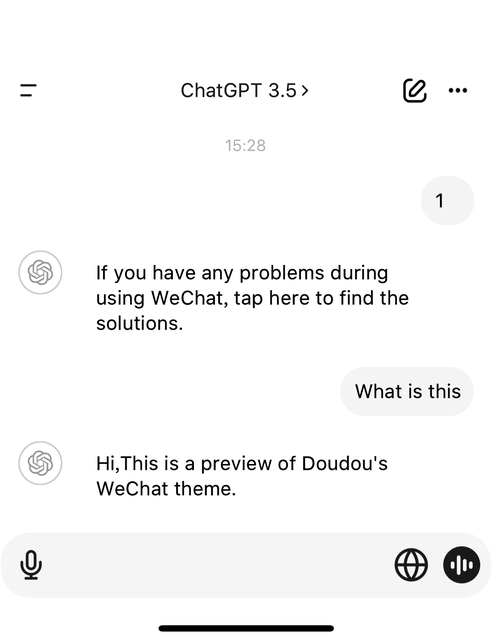 ChatGPT 3.5
15:28
1
If you have any problems during
using WeChat, tap here to find the
solutions.
What is this
Hi,This is a preview of Doudou's
WeChat theme.